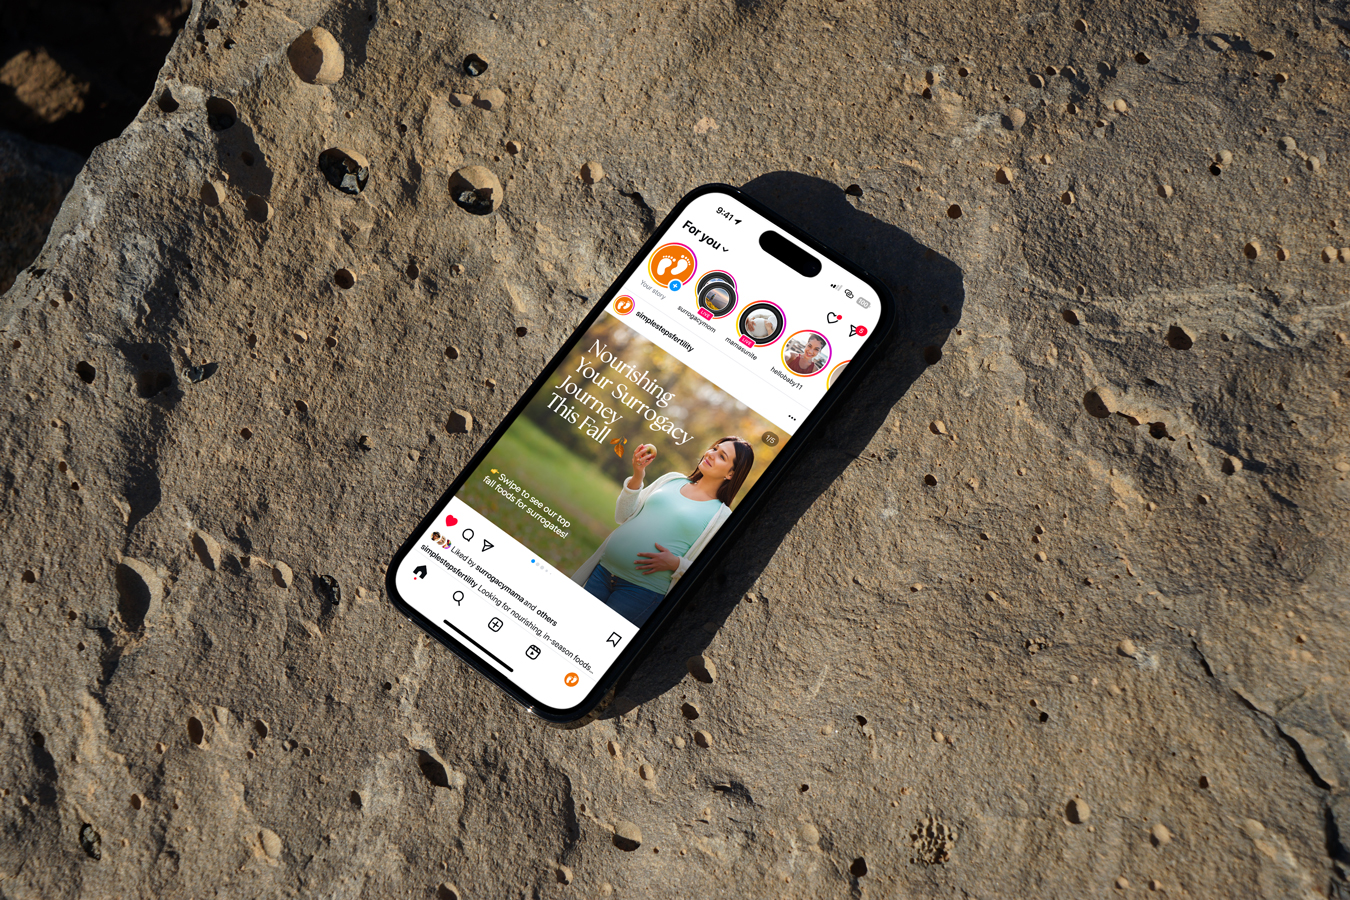 9:41
For you
100
5
Your story
LIVE
surrogacymom
LIVE
mamasunite
hellobaby11
simplestepsfertility
Nourishing
Your Surrogacy
Journey
This Fall
1/5
Swipe to see our top
fall foods for surrogates!
Liked by surrogacymama and others
simplestepsfertility Looking for nourishing, in-season foods...